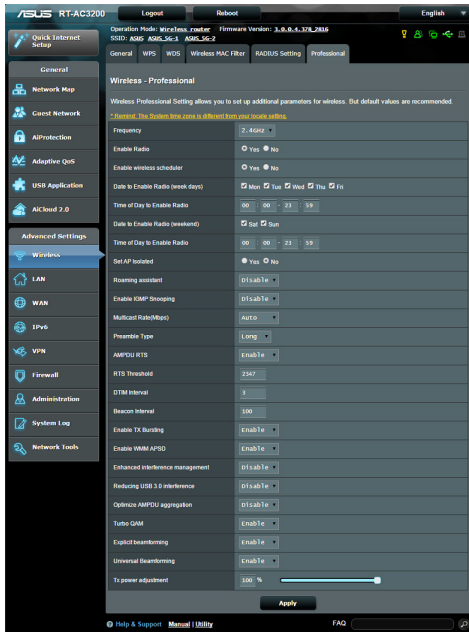 ASUS RT-AC3200 Logout Reboot English
Quick Internet Setup
Operation Mode: Wireless router Firmware Version: 3.0.0.4.378_2816
SSID: ASUS ASUS_5G-1 ASUS_5G-2
General WPS WDS Wireless MAC Filter RADIUS Setting Professional
General
Network Map
Guest Network
AiProtection
Adaptive QoS
USB Application
AiCloud 2.0
Advanced Settings
Wireless
LAN
WAN
IPv6
VPN
Firewall
Administration
System Log
Network Tools
Wireless - Professional
Wireless Professional Setting allows you to set up additional parameters for wireless. But default values are recommended.
* Remind: The System time zone is different from your locale setting.
Frequency 2.4GHz
Enable Radio Yes No
Enable wireless scheduler Yes No
Date to Enable Radio (week days) Mon Tue Wed Thu Fri
Time of Day to Enable Radio 00 : 00 - 23 : 59
Date to Enable Radio (weekend) Sat Sun
Time of Day to Enable Radio 00 : 00 - 23 : 59
Set AP Isolated Yes No
Roaming assistant Disable
Enable IGMP Snooping Disable
Multicast Rate(Mbps) Auto
Preamble Type Long
AMPDU RTS Enable
RTS Threshold 2347
DTIM Interval 3
Beacon Interval 100
Enable TX Bursting Enable
Enable WMM APSD Enable
Enhanced interference management Disable
Reducing USB 3.0 interference Disable
Optimize AMPDU aggregation Disable
Turbo QAM Enable
Explicit beamforming Enable
Universal Beamforming Enable
Tx power adjustment 100 %
Apply
Help & Support Manual | Utility FAQ